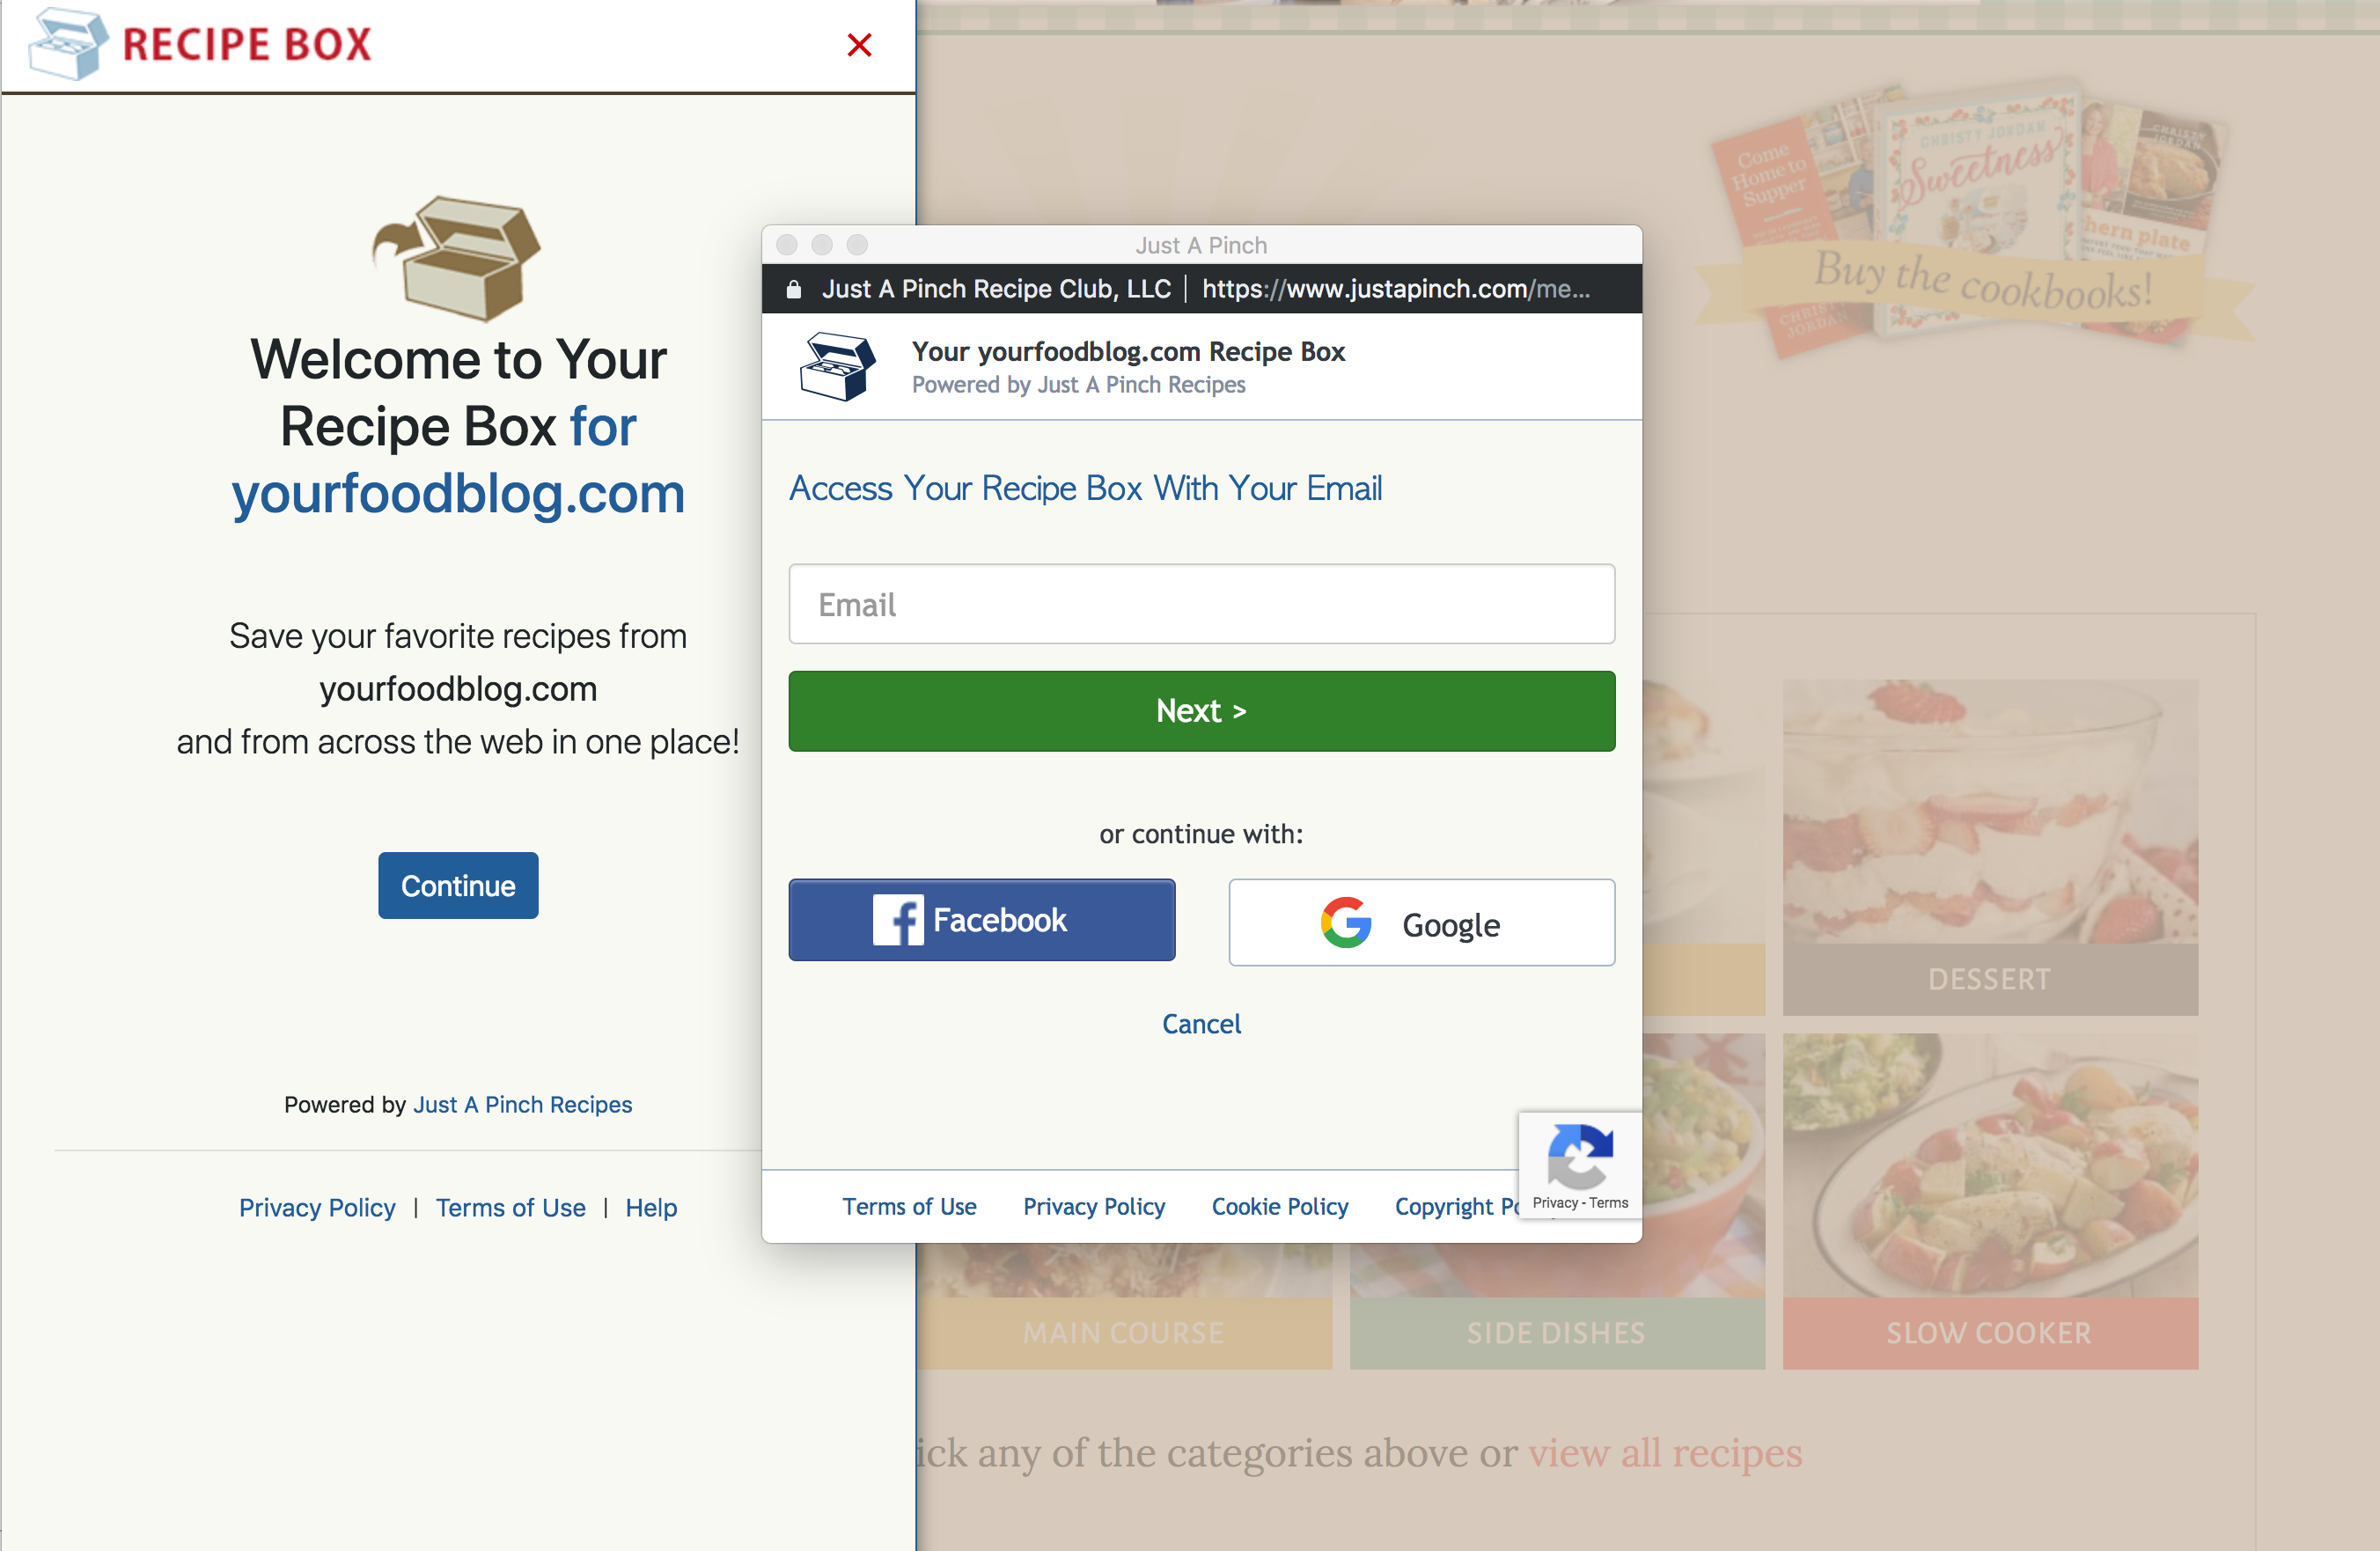 RECIPE BOX
Welcome to Your
Recipe Box for
yourfoodblog.com
Save your favorite recipes from
yourfoodblog.com
and from across the web in one place!
Continue
Powered by Just A Pinch Recipes
Privacy Policy | Terms of Use | Help
Just A Pinch
Just A Pinch Recipe Club, LLC | https://www.justapinch.com/me...
Your yourfoodblog.com Recipe Box
Powered by Just A Pinch Recipes
Access Your Recipe Box With Your Email
Email
Next >
or continue with:
Facebook
Google
Cancel
Terms of Use Privacy Policy Cookie Policy Copyright
Privacy - Terms
Come
Home to
Supper
CHRISTY
JORDAN
CHRISTY JORDAN
Sweetness
CHRISTY
JORDAN
hern plate
Buy the cookbooks!
DESSERT
MAIN COURSE
SIDE DISHES
SLOW COOKER
ick any of the categories above or view all recipes